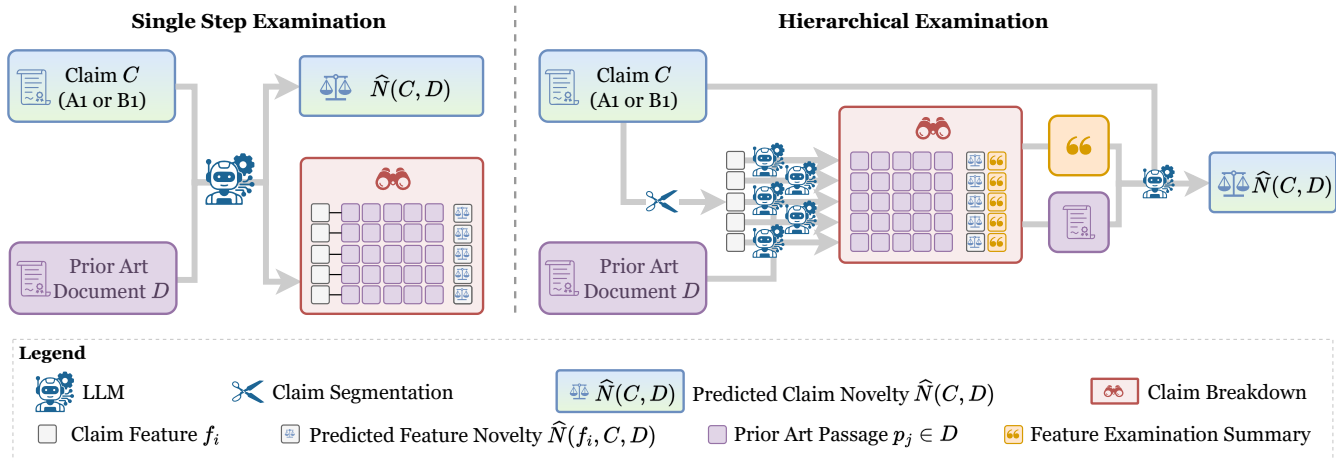 Single Step Examination
Claim C
(A1 or B1)
N̂(C, D)
Prior Art
Document D
Hierarchical Examination
Claim C
(A1 or B1)
Prior Art
Document D
N̂(C, D)
Legend
LLM
Claim Segmentation
N̂(C, D)
Predicted Claim Novelty N̂(C, D)
Claim Breakdown
Claim Feature fᵢ
Predicted Feature Novelty N̂(fᵢ, C, D)
Prior Art Passage pⱼ ∈ D
Feature Examination Summary